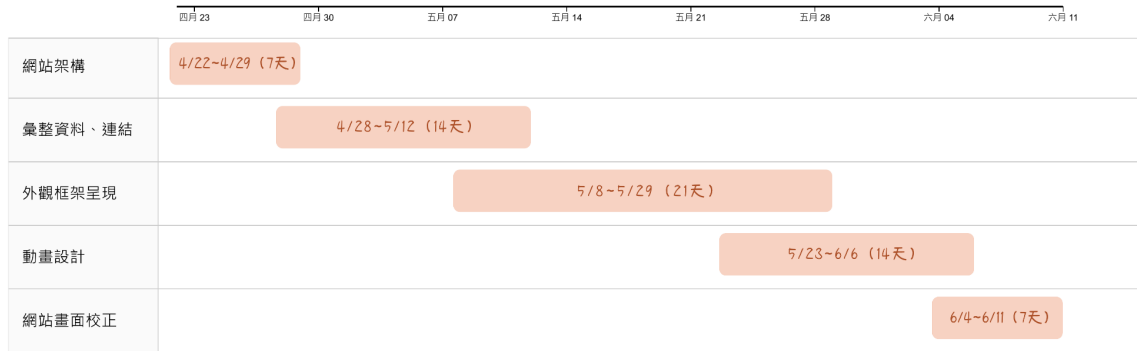 四月 23 四月 30 五月 07 五月 14 五月 21 五月 28 六月 04 六月 11
網站架構 4/22~4/29 (7天)
彙整資料、連結 4/28~5/12 (14天)
外觀框架呈現 5/8~5/29 (21天)
動畫設計 5/23~6/6 (14天)
網站畫面校正 6/4~6/11 (7天)